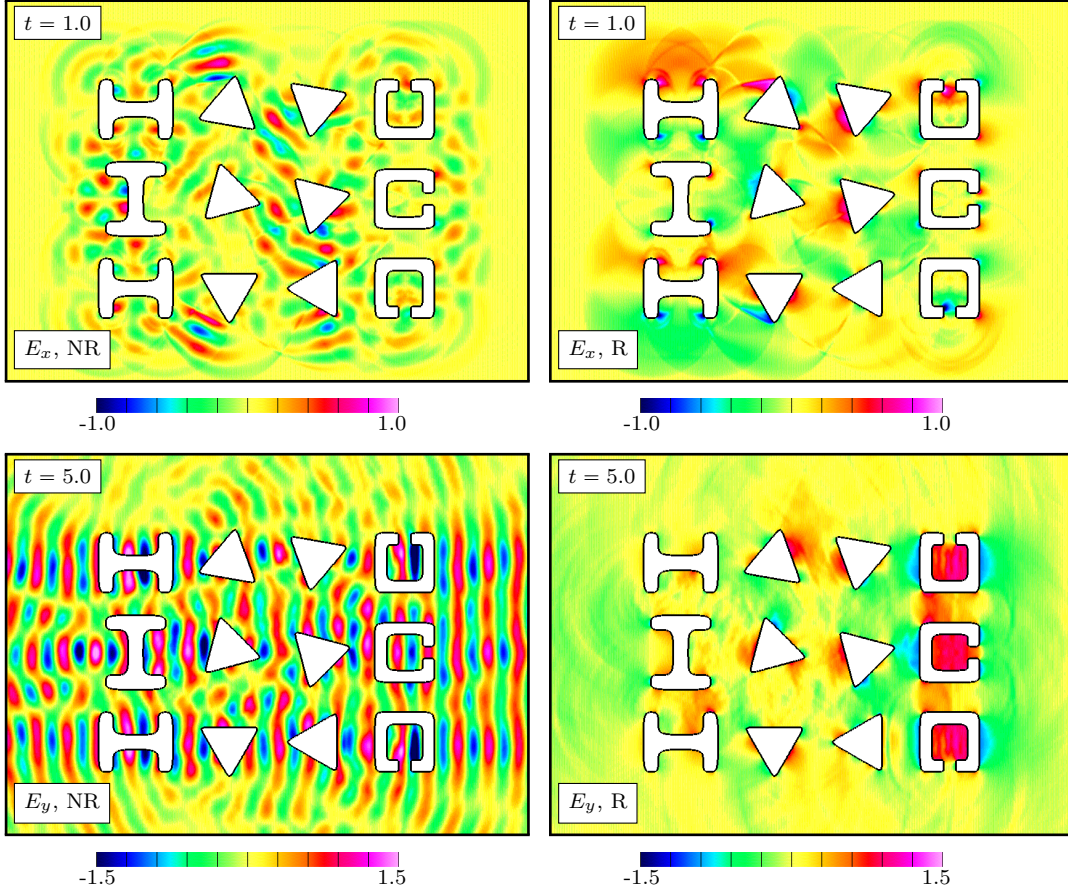 t = 1.0
t = 1.0
E_x, NR
E_x, R
-1.0 1.0
-1.0 1.0
t = 5.0
t = 5.0
E_y, NR
E_y, R
-1.5 1.5
-1.5 1.5